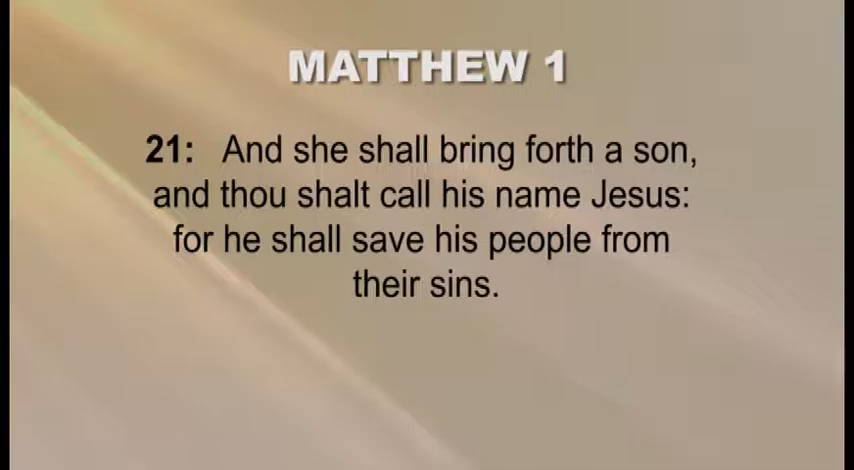 MATTHEW 1
21: And she shall bring forth a son,
and thou shalt call his name Jesus:
for he shall save his people from
their sins.